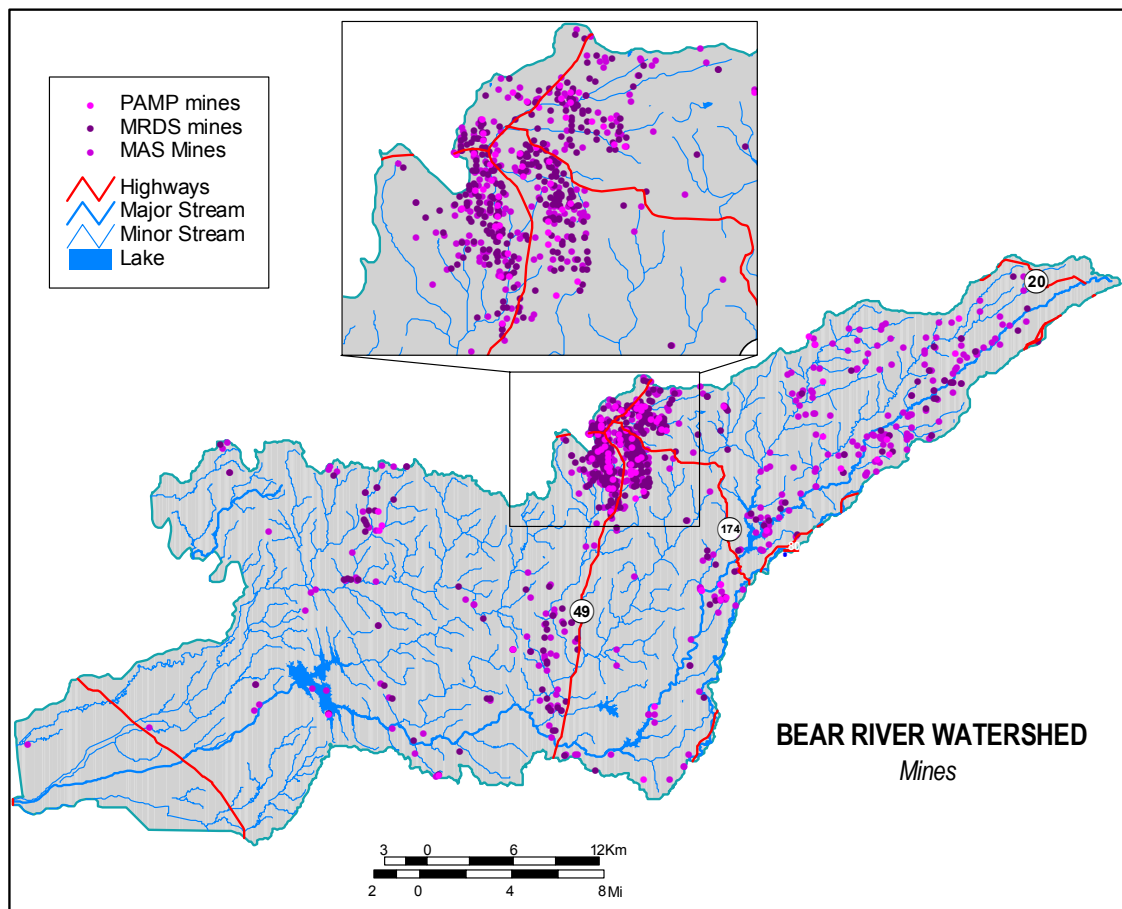 PAMP mines
MRDS mines
MAS Mines
Highways
Major Stream
Minor Stream
Lake
20
174
80
49
BEAR RIVER WATERSHED
Mines
3 0 6 12Km
2 0 4 8Mi